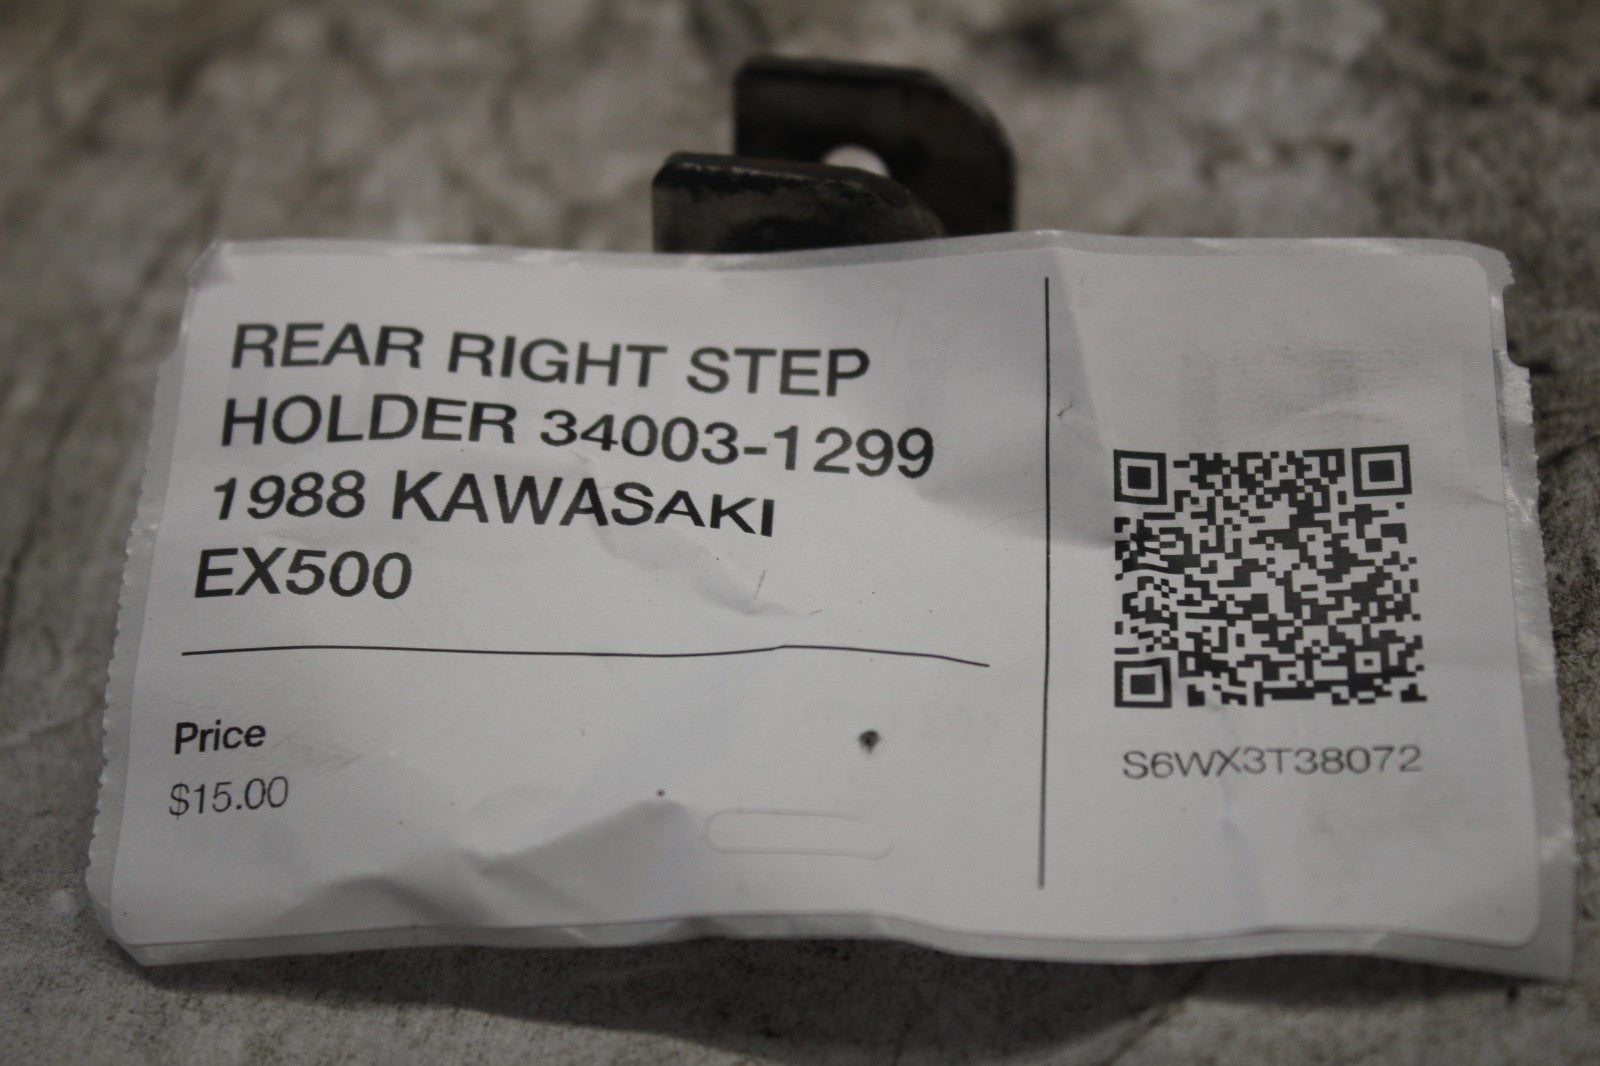 REAR RIGHT STEP
HOLDER 34003-1299
1988 KAWASAKI
EX500
Price
$15.00
S6WX3T38072